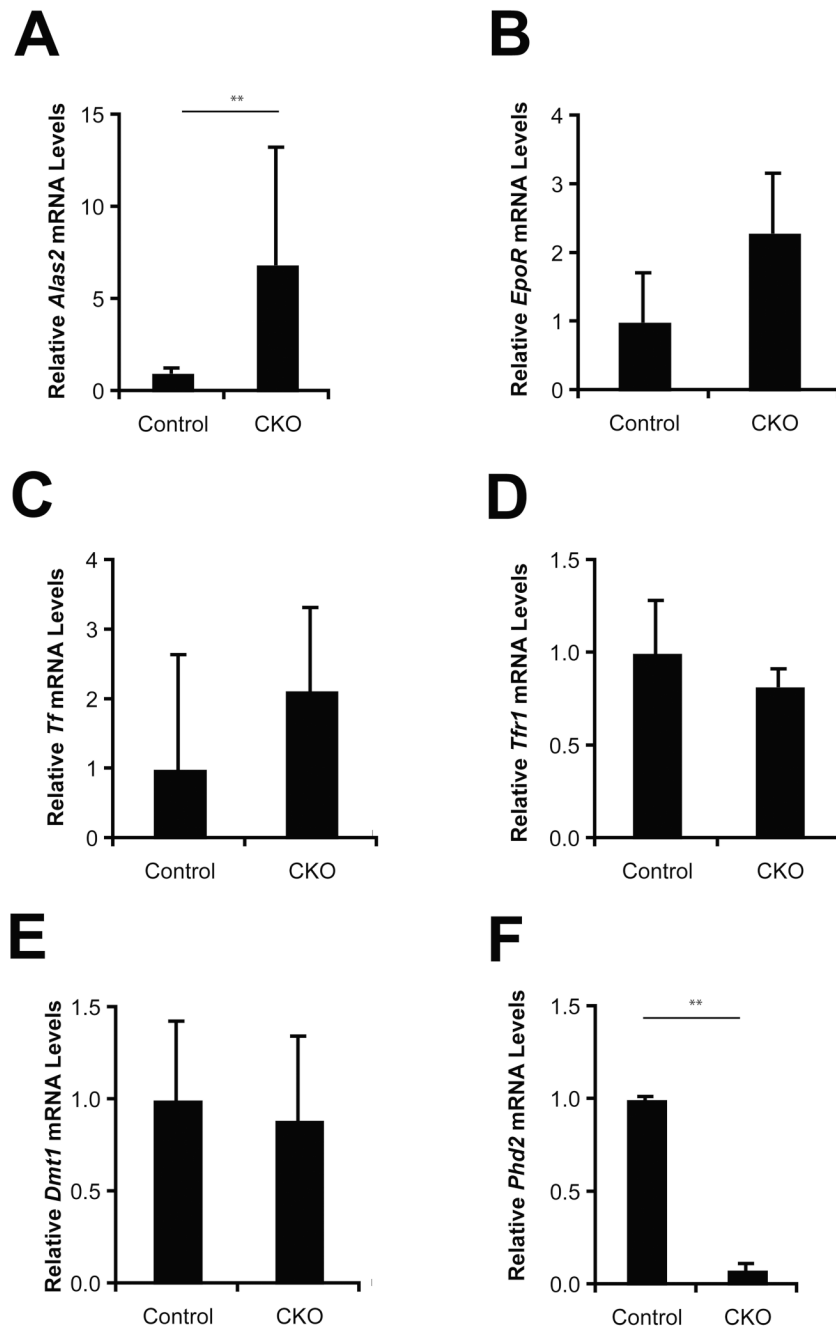 A
Relative Alas2 mRNA Levels
15
10
5
0
**
Control CKO
B
Relative EpoR mRNA Levels
4
3
2
1
0
Control CKO
C
Relative Tf mRNA Levels
4
3
2
1
0
Control CKO
D
Relative Tfr1 mRNA Levels
1.5
1.0
0.5
0.0
Control CKO
E
Relative Dmt1 mRNA Levels
1.5
1.0
0.5
0.0
Control CKO
F
Relative Phd2 mRNA Levels
1.5
1.0
0.5
0.0
**
Control CKO